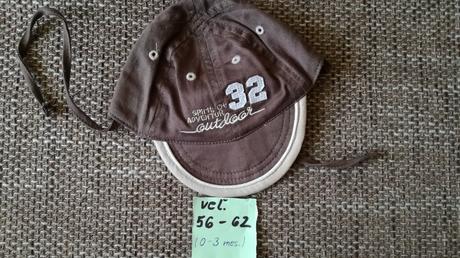 SPIRIT OF
ADVENTURE
32
outdoor
vel.
56-62
(0-3 mes.)